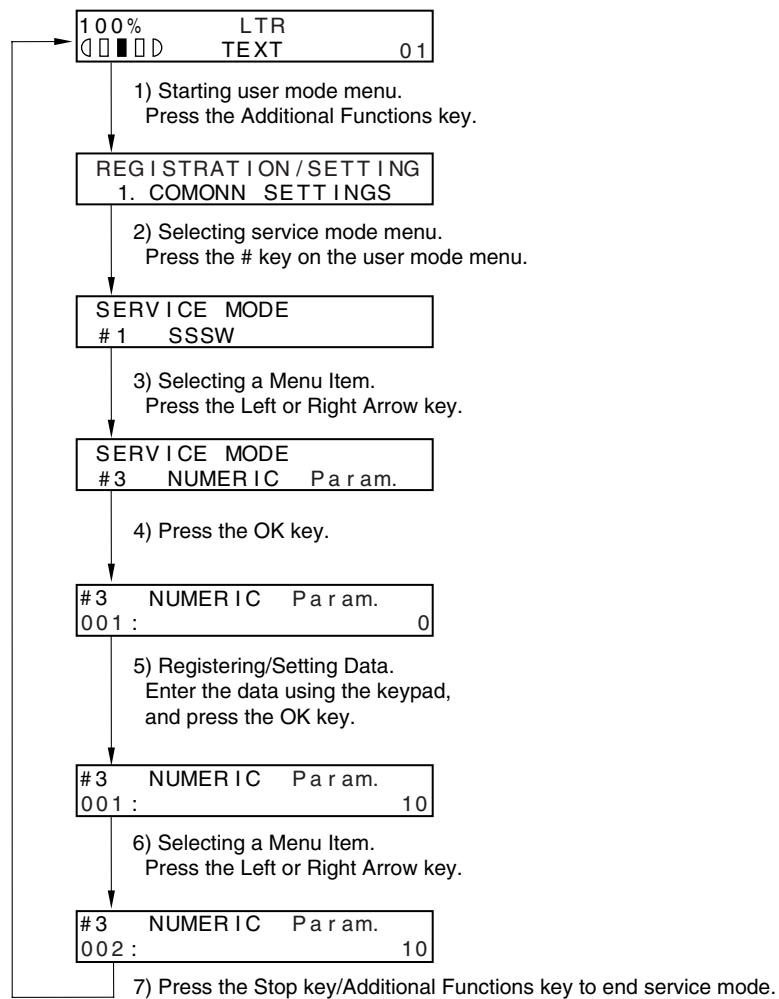 100% LTR
TEXT 01
1) Starting user mode menu.
Press the Additional Functions key.
REGISTRATION/SETTING
1. COMONN SETTINGS
2) Selecting service mode menu.
Press the # key on the user mode menu.
SERVICE MODE
#1 SSSW
3) Selecting a Menu Item.
Press the Left or Right Arrow key.
SERVICE MODE
#3 NUMERIC Param.
4) Press the OK key.
#3 NUMERIC Param.
001: 0
5) Registering/Setting Data.
Enter the data using the keypad,
and press the OK key.
#3 NUMERIC Param.
001: 10
6) Selecting a Menu Item.
Press the Left or Right Arrow key.
#3 NUMERIC Param.
002: 10
7) Press the Stop key/Additional Functions key to end service mode.